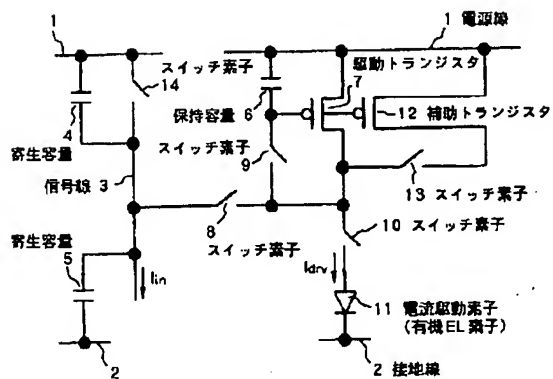 1
1 電源線
スイッチ素子
14
駆動トランジスタ
7
4
寄生容量
保持容量
6
12 補助トランジスタ
スイッチ素子
9
信号線 3
13 スイッチ素子
寄生容量
5
8
スイッチ素子
10 スイッチ素子
Iin
Idrv
11 電流駆動素子
(有機EL素子)
2
2 接地線